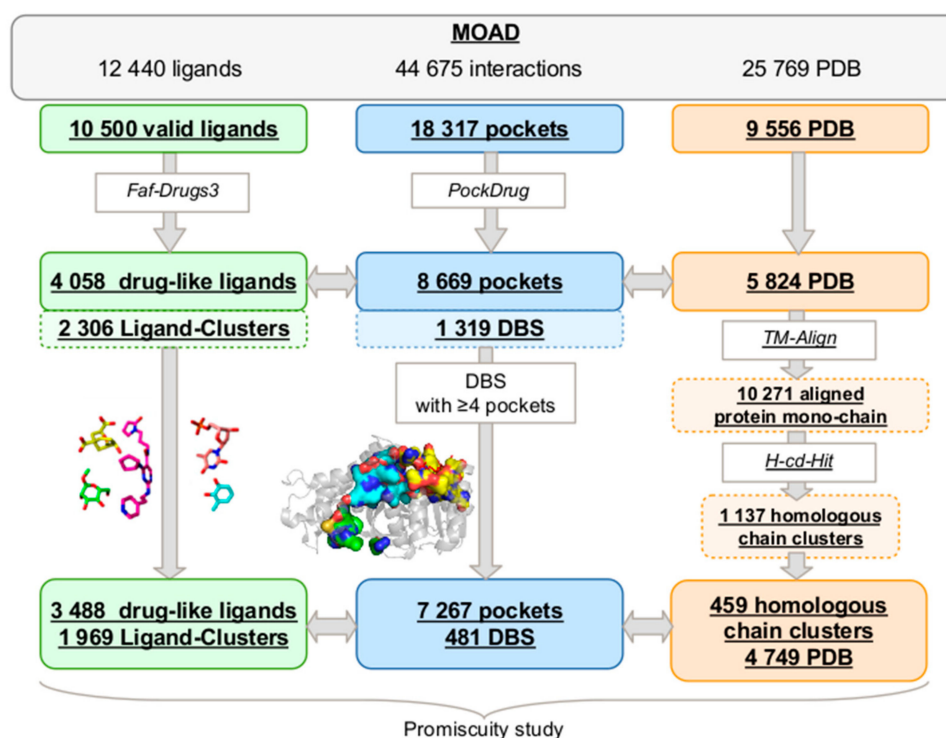 MOAD
12 440 ligands
44 675 interactions
25 769 PDB
10 500 valid ligands
18 317 pockets
9 556 PDB
Faf-Drugs3
PockDrug
4 058 drug-like ligands
8 669 pockets
5 824 PDB
2 306 Ligand-Clusters
1 319 DBS
TM-Align
DBS
with ≥4 pockets
10 271 aligned
protein mono-chain
H-cd-Hit
1 137 homologous
chain clusters
3 488 drug-like ligands
1 969 Ligand-Clusters
7 267 pockets
481 DBS
459 homologous
chain clusters
4 749 PDB
Promiscuity study